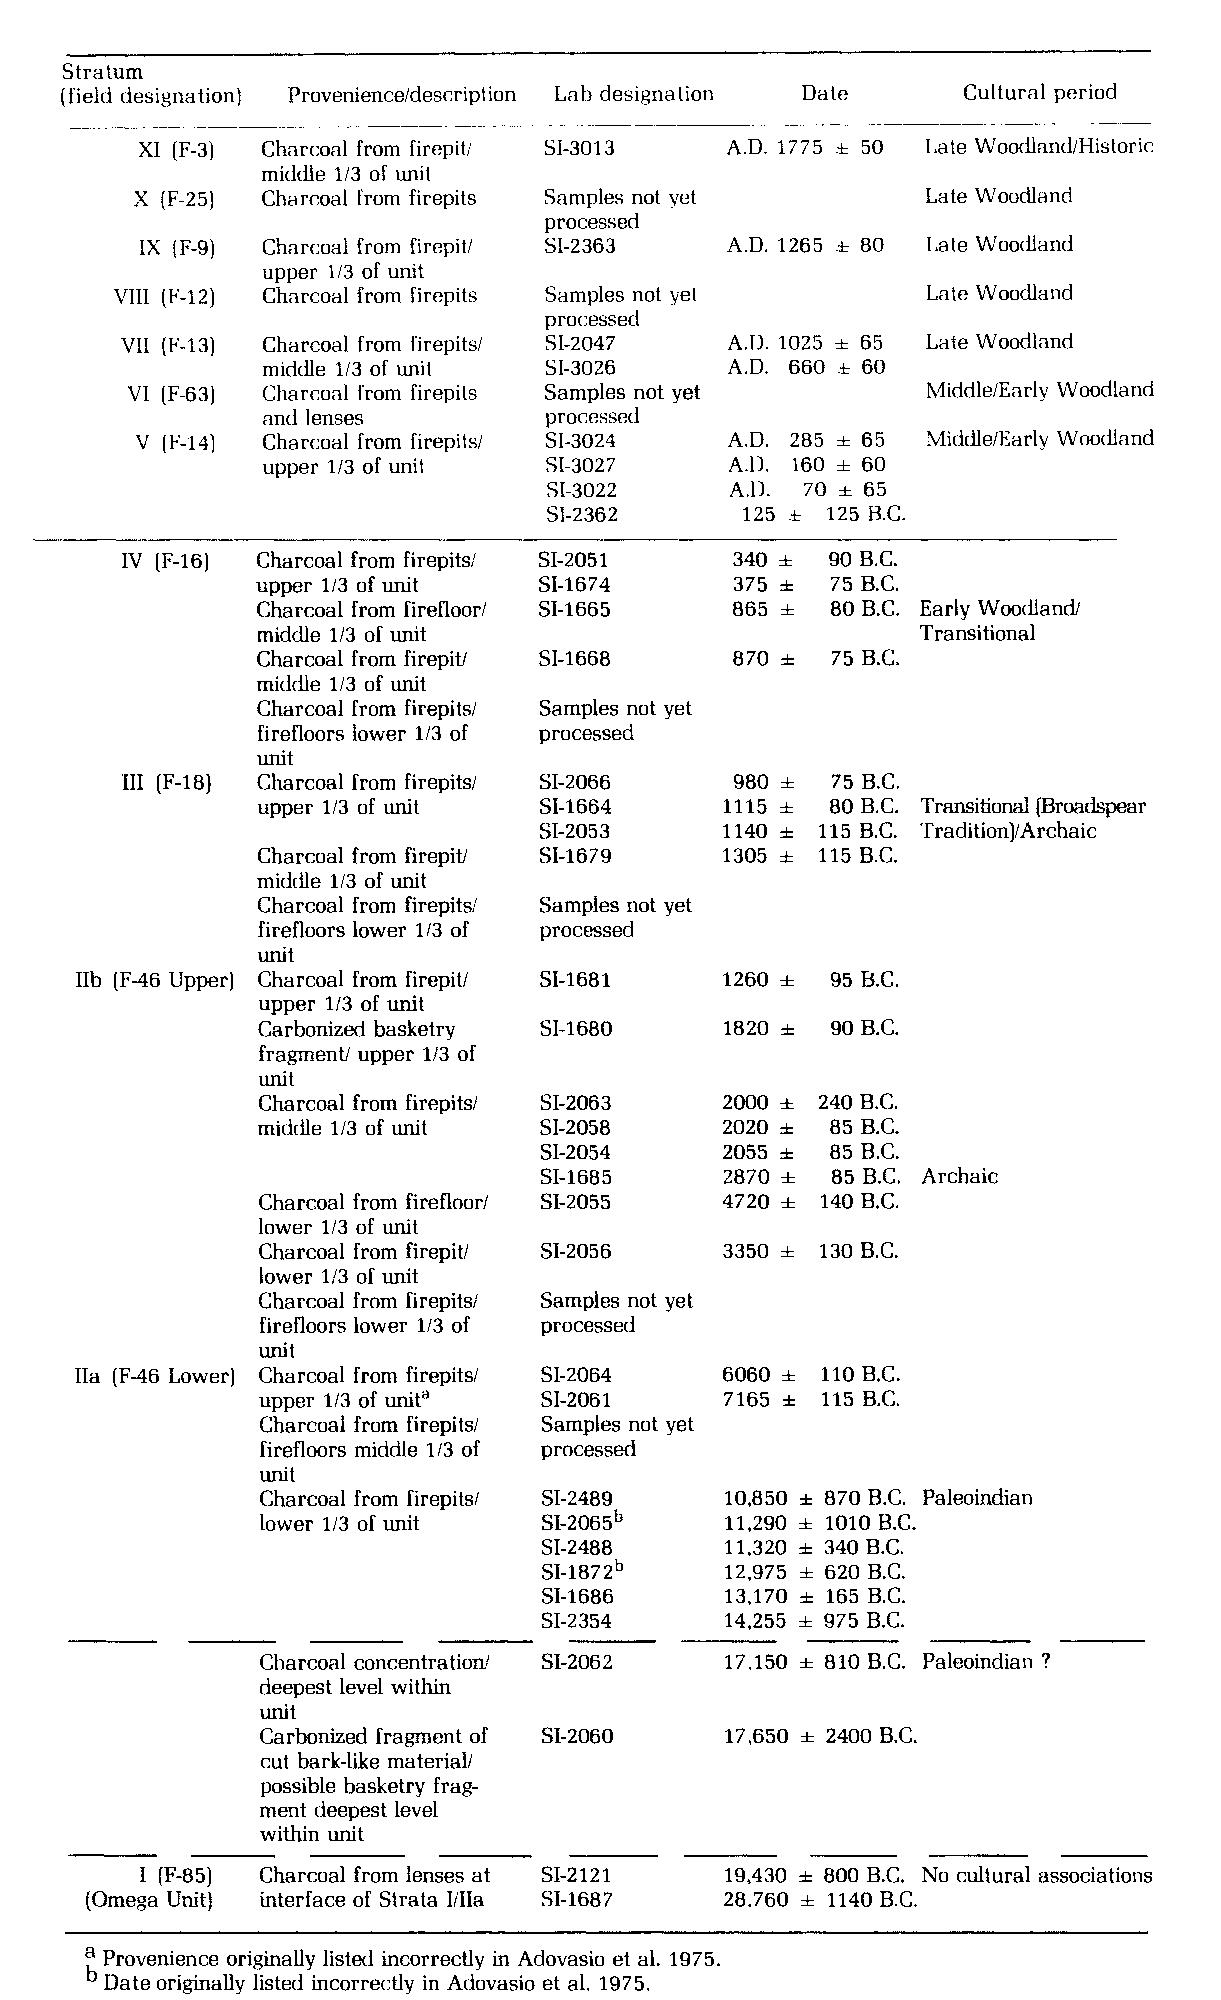 Stratum
(field designation) Provenience/description Lab designation Date Cultural period
XI (F-3) Charcoal from firepit/ SI-3013 A.D. 1775 ± 50 Late Woodland/Historic
middle 1/3 of unit
X (F-25) Charcoal from firepits Samples not yet Late Woodland
processed
IX (F-9) Charcoal from firepit/ SI-2363 A.D. 1265 ± 80 Late Woodland
upper 1/3 of unit
VIII (F-12) Charcoal from firepits Samples not yet Late Woodland
processed
VII (F-13) Charcoal from firepits/ SI-2047 A.D. 1025 ± 65 Late Woodland
middle 1/3 of unit SI-3026 A.D. 660 ± 60
VI (F-63) Charcoal from firepits Samples not yet Middle/Early Woodland
and lenses processed
V (F-14) Charcoal from firepits/ SI-3024 A.D. 285 ± 65 Middle/Early Woodland
upper 1/3 of unit SI-3027 A.D. 160 ± 60
SI-3022 A.D. 70 ± 65
SI-2362 125 ± 125 B.C.
IV (F-16) Charcoal from firepits/ SI-2051 340 ± 90 B.C.
upper 1/3 of unit SI-1674 375 ± 75 B.C.
Charcoal from firefloor/ SI-1665 865 ± 80 B.C. Early Woodland/
middle 1/3 of unit Transitional
Charcoal from firepit/ SI-1668 870 ± 75 B.C.
middle 1/3 of unit
Charcoal from firepits/ Samples not yet
firefloors lower 1/3 of processed
unit
III (F-18) Charcoal from firepits/ SI-2066 980 ± 75 B.C.
upper 1/3 of unit SI-1664 1115 ± 80 B.C. Transitional (Broadspear
SI-2053 1140 ± 115 B.C. Tradition)/Archaic
Charcoal from firepit/ SI-1679 1305 ± 115 B.C.
middle 1/3 of unit
Charcoal from firepits/ Samples not yet
firefloors lower 1/3 of processed
unit
IIb (F-46 Upper) Charcoal from firepit/ SI-1681 1260 ± 95 B.C.
upper 1/3 of unit
Carbonized basketry SI-1680 1820 ± 90 B.C.
fragment/ upper 1/3 of
unit
Charcoal from firepits/ SI-2063 2000 ± 240 B.C.
middle 1/3 of unit SI-2058 2020 ± 85 B.C.
SI-2054 2055 ± 85 B.C.
SI-1685 2870 ± 85 B.C. Archaic
Charcoal from firefloor/ SI-2055 4720 ± 140 B.C.
lower 1/3 of unit
Charcoal from firepit/ SI-2056 3350 ± 130 B.C.
lower 1/3 of unit
Charcoal from firepits/ Samples not yet
firefloors lower 1/3 of processed
unit
IIa (F-46 Lower) Charcoal from firepits/ SI-2064 6060 ± 110 B.C.
upper 1/3 of unit<sup>a</sup> SI-2061 7165 ± 115 B.C.
Charcoal from firepits/ Samples not yet
firefloors middle 1/3 of processed
unit
Charcoal from firepits/ SI-2489 10,850 ± 870 B.C. Paleoindian
lower 1/3 of unit SI-2065<sup>b</sup> 11,290 ± 1010 B.C.
SI-2488 11,320 ± 340 B.C.
SI-1872<sup>b</sup> 12,975 ± 620 B.C.
SI-1686 13,170 ± 165 B.C.
SI-2354 14,255 ± 975 B.C.
Charcoal concentration/ SI-2062 17,150 ± 810 B.C. Paleoindian ?
deepest level within
unit
Carbonized fragment of SI-2060 17,650 ± 2400 B.C.
cut bark-like material/
possible basketry frag-
ment deepest level
within unit
I (F-85) Charcoal from lenses at SI-2121 19,430 ± 800 B.C. No cultural associations
(Omega Unit) interface of Strata I/IIa SI-1687 28.760 ± 1140 B.C.
<sup>a</sup> Provenience originally listed incorrectly in Adovasio et al. 1975.
<sup>b</sup> Date originally listed incorrectly in Adovasio et al. 1975.